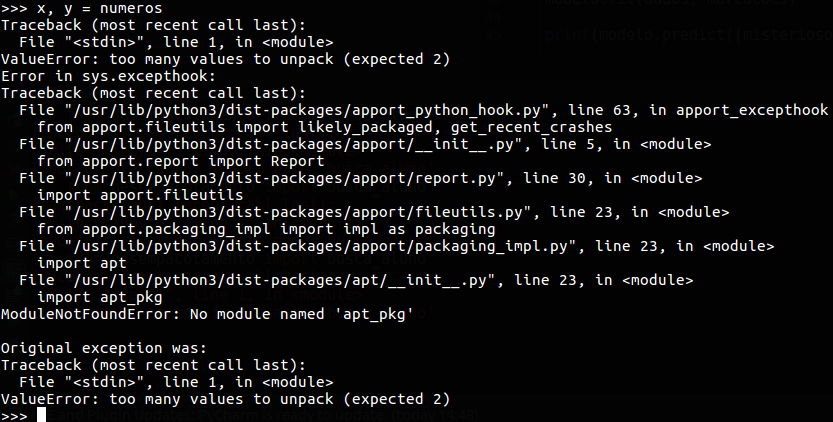 >>> x, y = numeros
Traceback (most recent call last):
  File "<stdin>", line 1, in <module>
ValueError: too many values to unpack (expected 2)
Error in sys.excepthook:
Traceback (most recent call last):
  File "/usr/lib/python3/dist-packages/apport_python_hook.py", line 63, in apport_excepthook
    from apport.fileutils import likely_packaged, get_recent_crashes
  File "/usr/lib/python3/dist-packages/apport/__init__.py", line 5, in <module>
    from apport.report import Report
  File "/usr/lib/python3/dist-packages/apport/report.py", line 30, in <module>
    import apport.fileutils
  File "/usr/lib/python3/dist-packages/apport/fileutils.py", line 23, in <module>
    from apport.packaging_impl import impl as packaging
  File "/usr/lib/python3/dist-packages/apport/packaging_impl.py", line 23, in <module>
    import apt
  File "/usr/lib/python3/dist-packages/apt/__init__.py", line 23, in <module>
    import apt_pkg
ModuleNotFoundError: No module named 'apt_pkg'

Original exception was:
Traceback (most recent call last):
  File "<stdin>", line 1, in <module>
ValueError: too many values to unpack (expected 2)
>>>